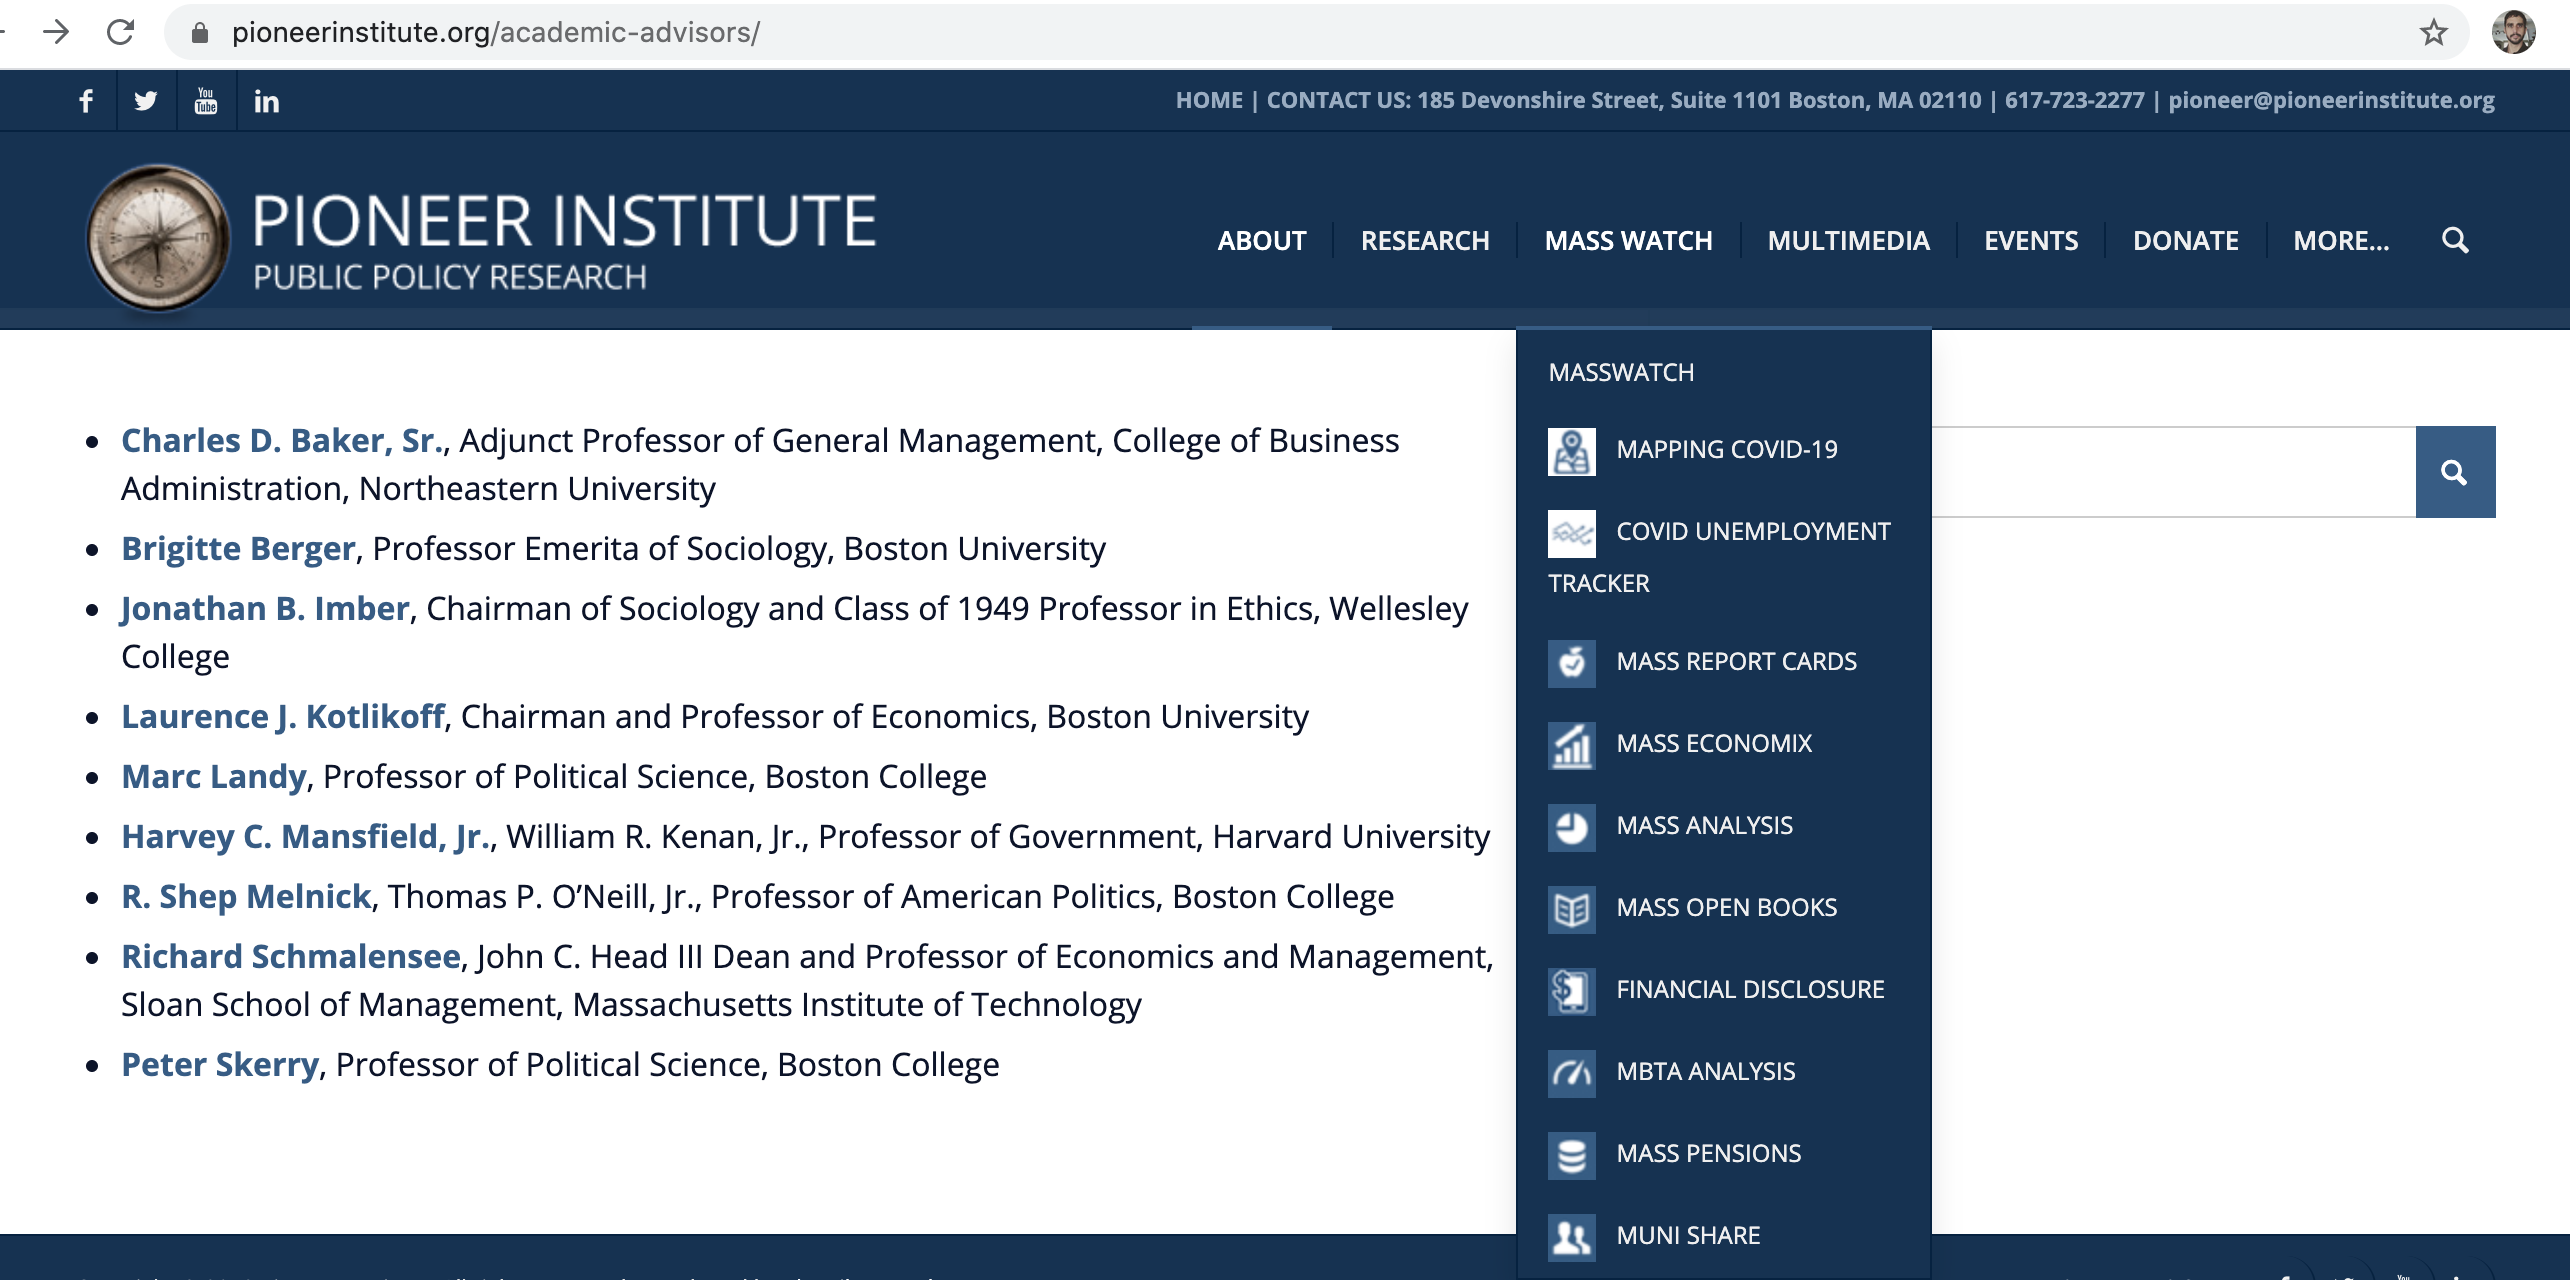 pioneerinstitute.org/academic-advisors/
f You Tube in
HOME | CONTACT US: 185 Devonshire Street, Suite 1101 Boston, MA 02110 | 617-723-2277 | pioneer@pioneerinstitute.org
PIONEER INSTITUTE
PUBLIC POLICY RESEARCH
ABOUT RESEARCH MASS WATCH MULTIMEDIA EVENTS DONATE MORE...
• Charles D. Baker, Sr., Adjunct Professor of General Management, College of Business
Administration, Northeastern University
• Brigitte Berger, Professor Emerita of Sociology, Boston University
• Jonathan B. Imber, Chairman of Sociology and Class of 1949 Professor in Ethics, Wellesley
College
• Laurence J. Kotlikoff, Chairman and Professor of Economics, Boston University
• Marc Landy, Professor of Political Science, Boston College
• Harvey C. Mansfield, Jr., William R. Kenan, Jr., Professor of Government, Harvard University
• R. Shep Melnick, Thomas P. O’Neill, Jr., Professor of American Politics, Boston College
• Richard Schmalensee, John C. Head III Dean and Professor of Economics and Management,
Sloan School of Management, Massachusetts Institute of Technology
• Peter Skerry, Professor of Political Science, Boston College
MASSWATCH
MAPPING COVID-19
COVID UNEMPLOYMENT
TRACKER
MASS REPORT CARDS
MASS ECONOMIX
MASS ANALYSIS
MASS OPEN BOOKS
FINANCIAL DISCLOSURE
MBTA ANALYSIS
MASS PENSIONS
MUNI SHARE